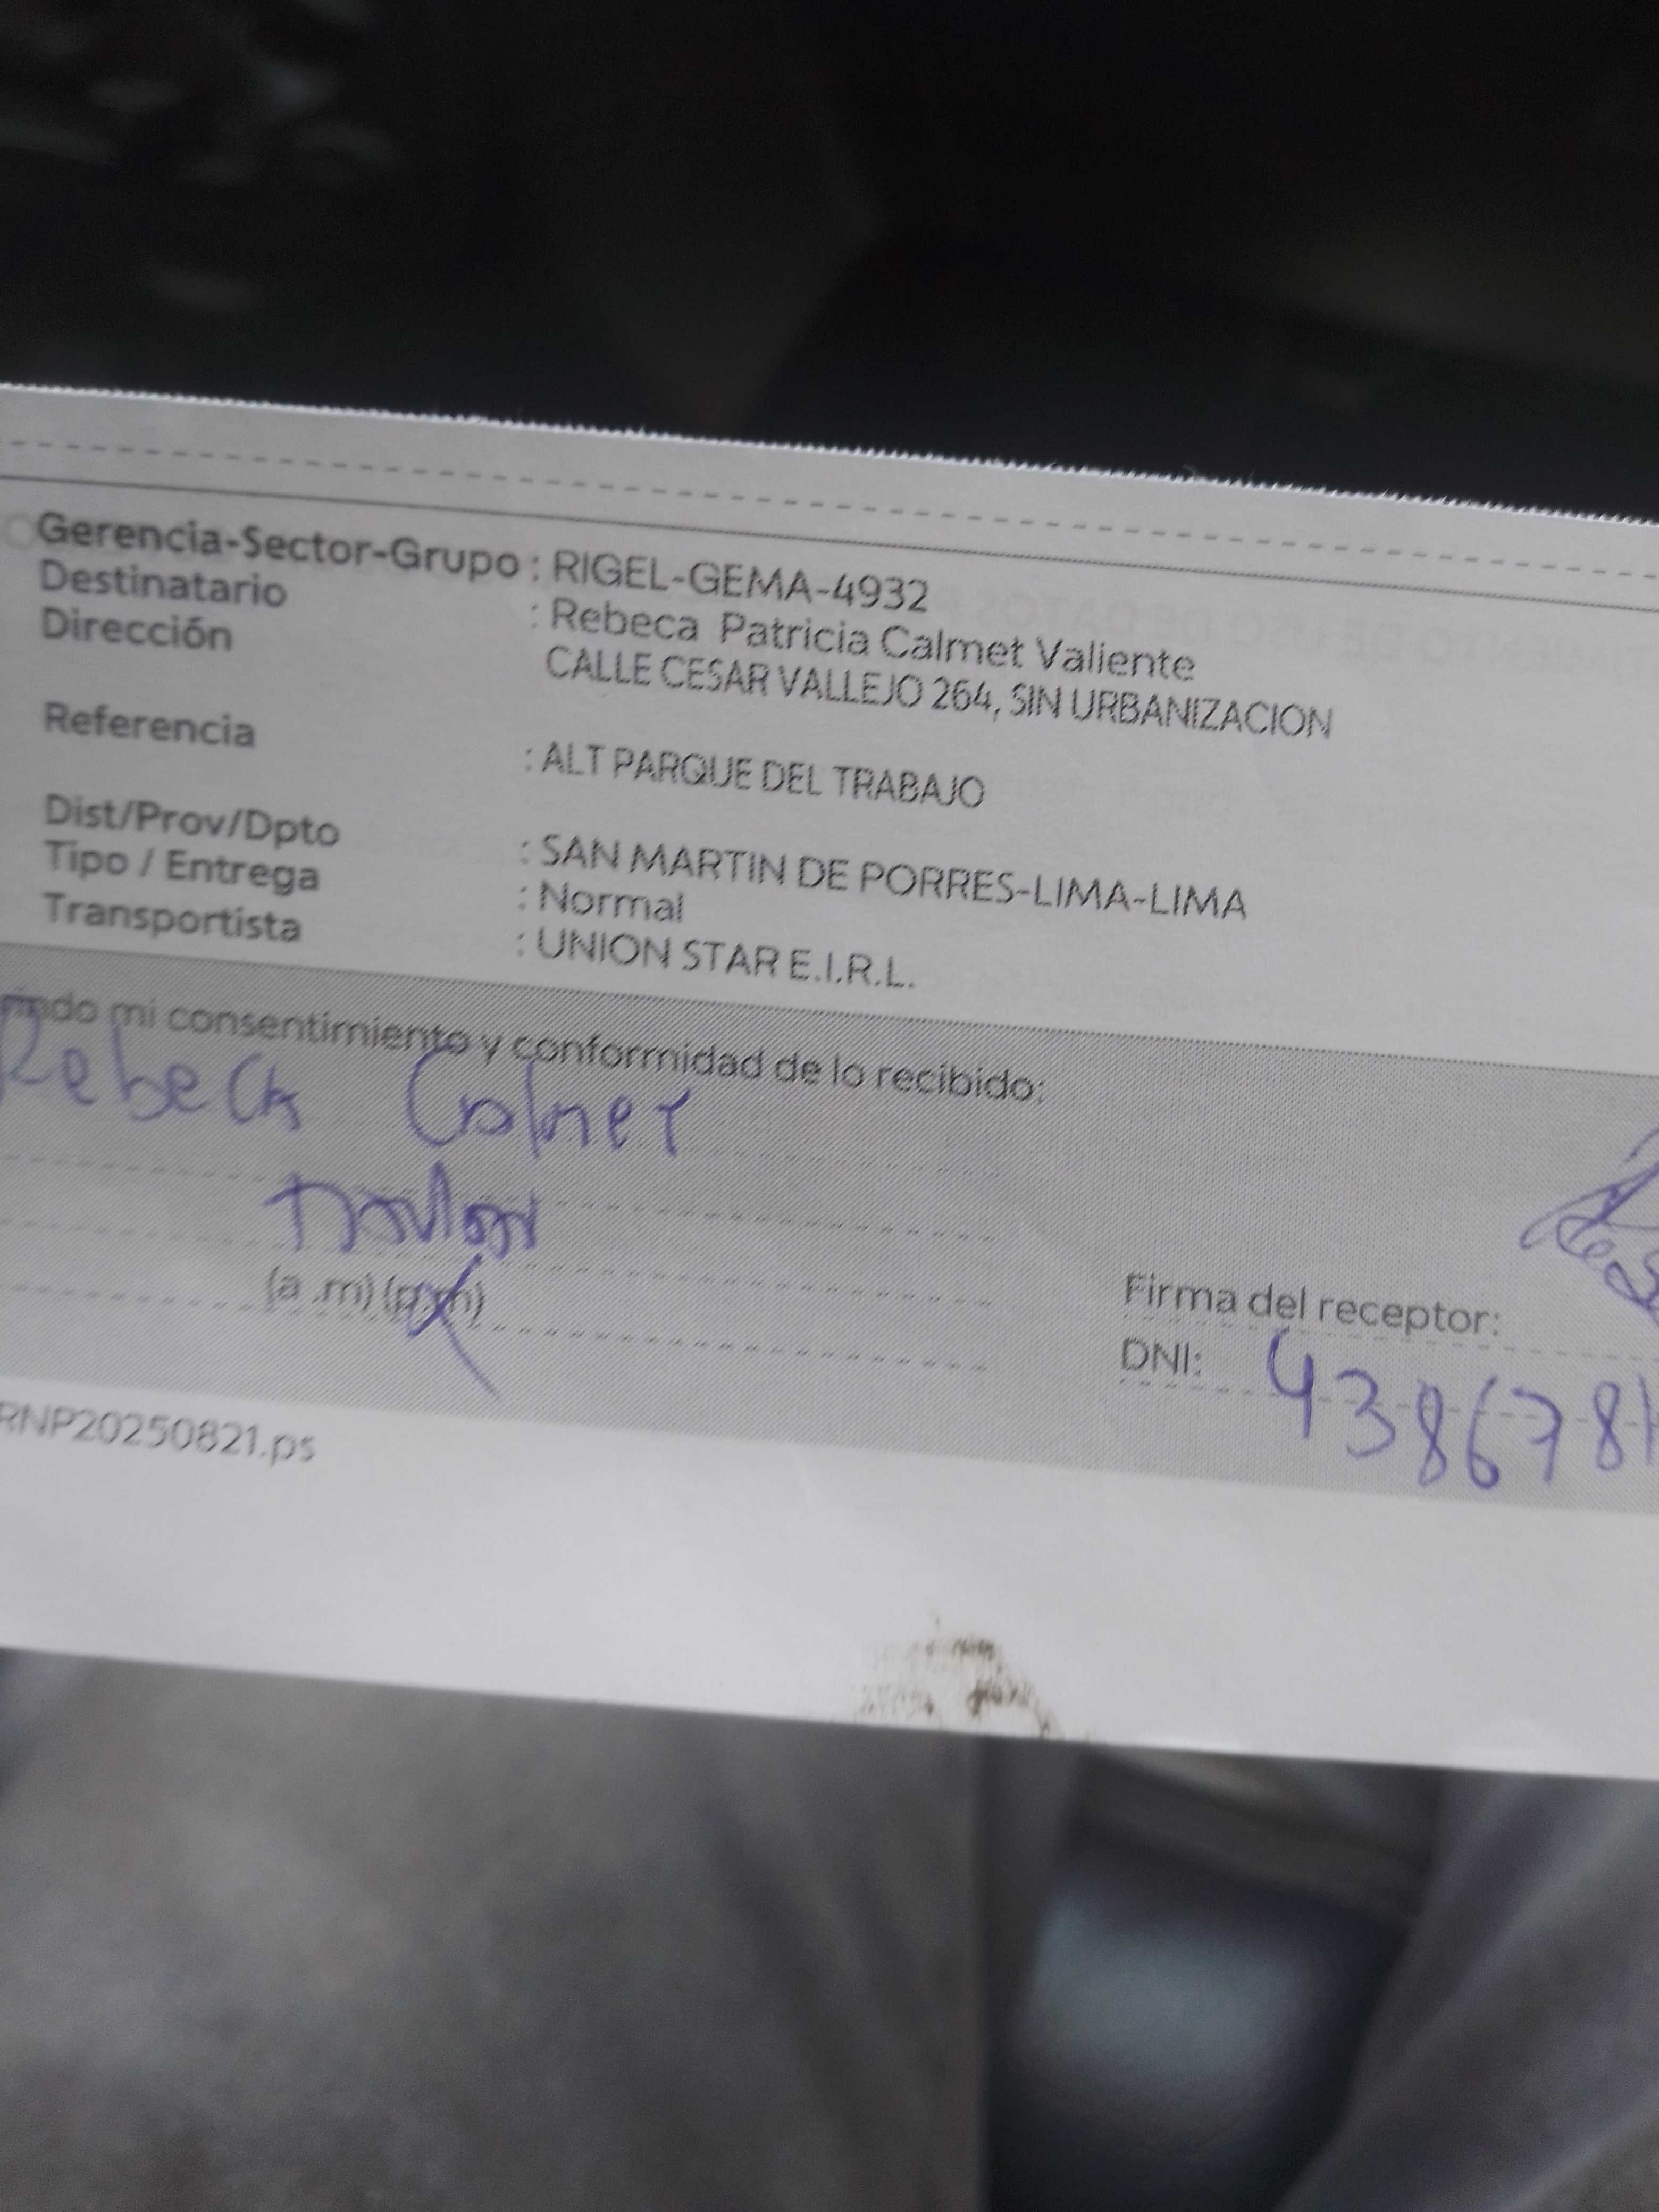 Gerencia-Sector-Grupo : RIGEL-GEMA-4932
Destinatario : Rebeca Patricia Calmet Valiente
Dirección CALLE CESAR VALLEJO 264, SIN URBANIZACION
Referencia : ALT PARQUE DEL TRABAJO
Dist/Prov/Dpto : SAN MARTIN DE PORRES-LIMA-LIMA
Tipo / Entrega : Normal
Transportista : UNION STAR E.I.R.L.
mi consentimiento y conformidad de lo recibido:
Rebeca Calmet
(a .m) (p.m)
Firma del receptor:
DNI: 4386781
RNP20250821.ps